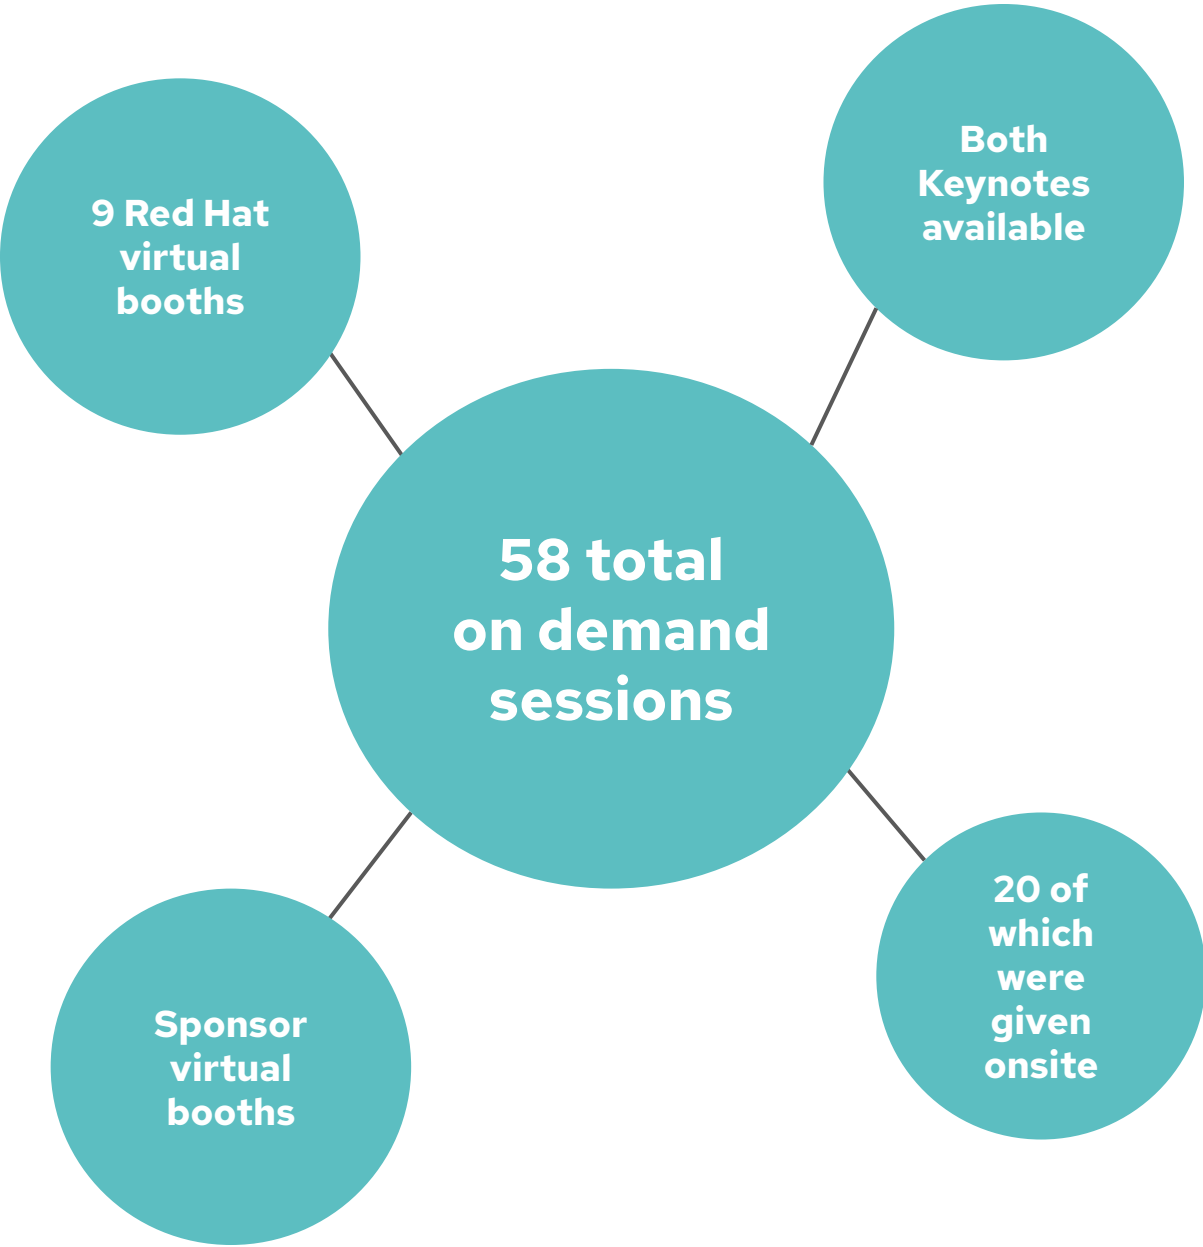 9 Red Hat
virtual
booths
Both
Keynotes
available
58 total
on demand
sessions
Sponsor
virtual
booths
20 of
which
were
given
onsite